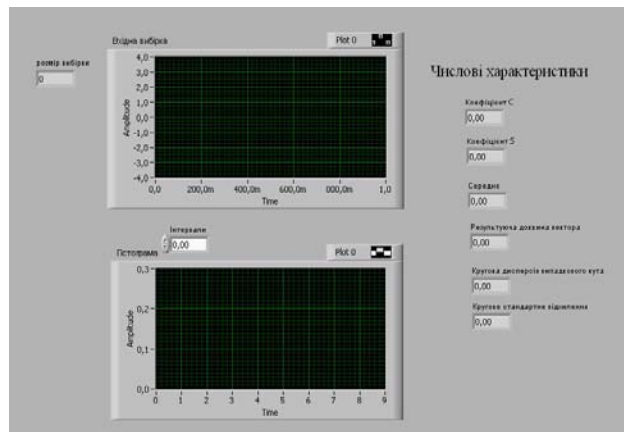 Вхідна вибірка
Plot 0
розмір вибірки
0
Amplitude
4,0
3,0
2,0
1,0
0,0
-1,0
-2,0
-3,0
-4,0
0,0 200,0m 400,0m 600,0m 000,0m 1,0
Time
Числові характеристики
Коефіцієнт C
0,00
Коефіцієнт S
0,00
Середнє
0,00
Результуюча довжина вектора
0,00
Кругова дисперсія випадкового кута
0,00
Кругове стандартне відхилення
0,00
Інтервали
0,00
Гістограма
Plot 0
Amplitude
0,3
0,2
0,1
0,0
0 1 2 3 4 5 6 7 8 9
Time